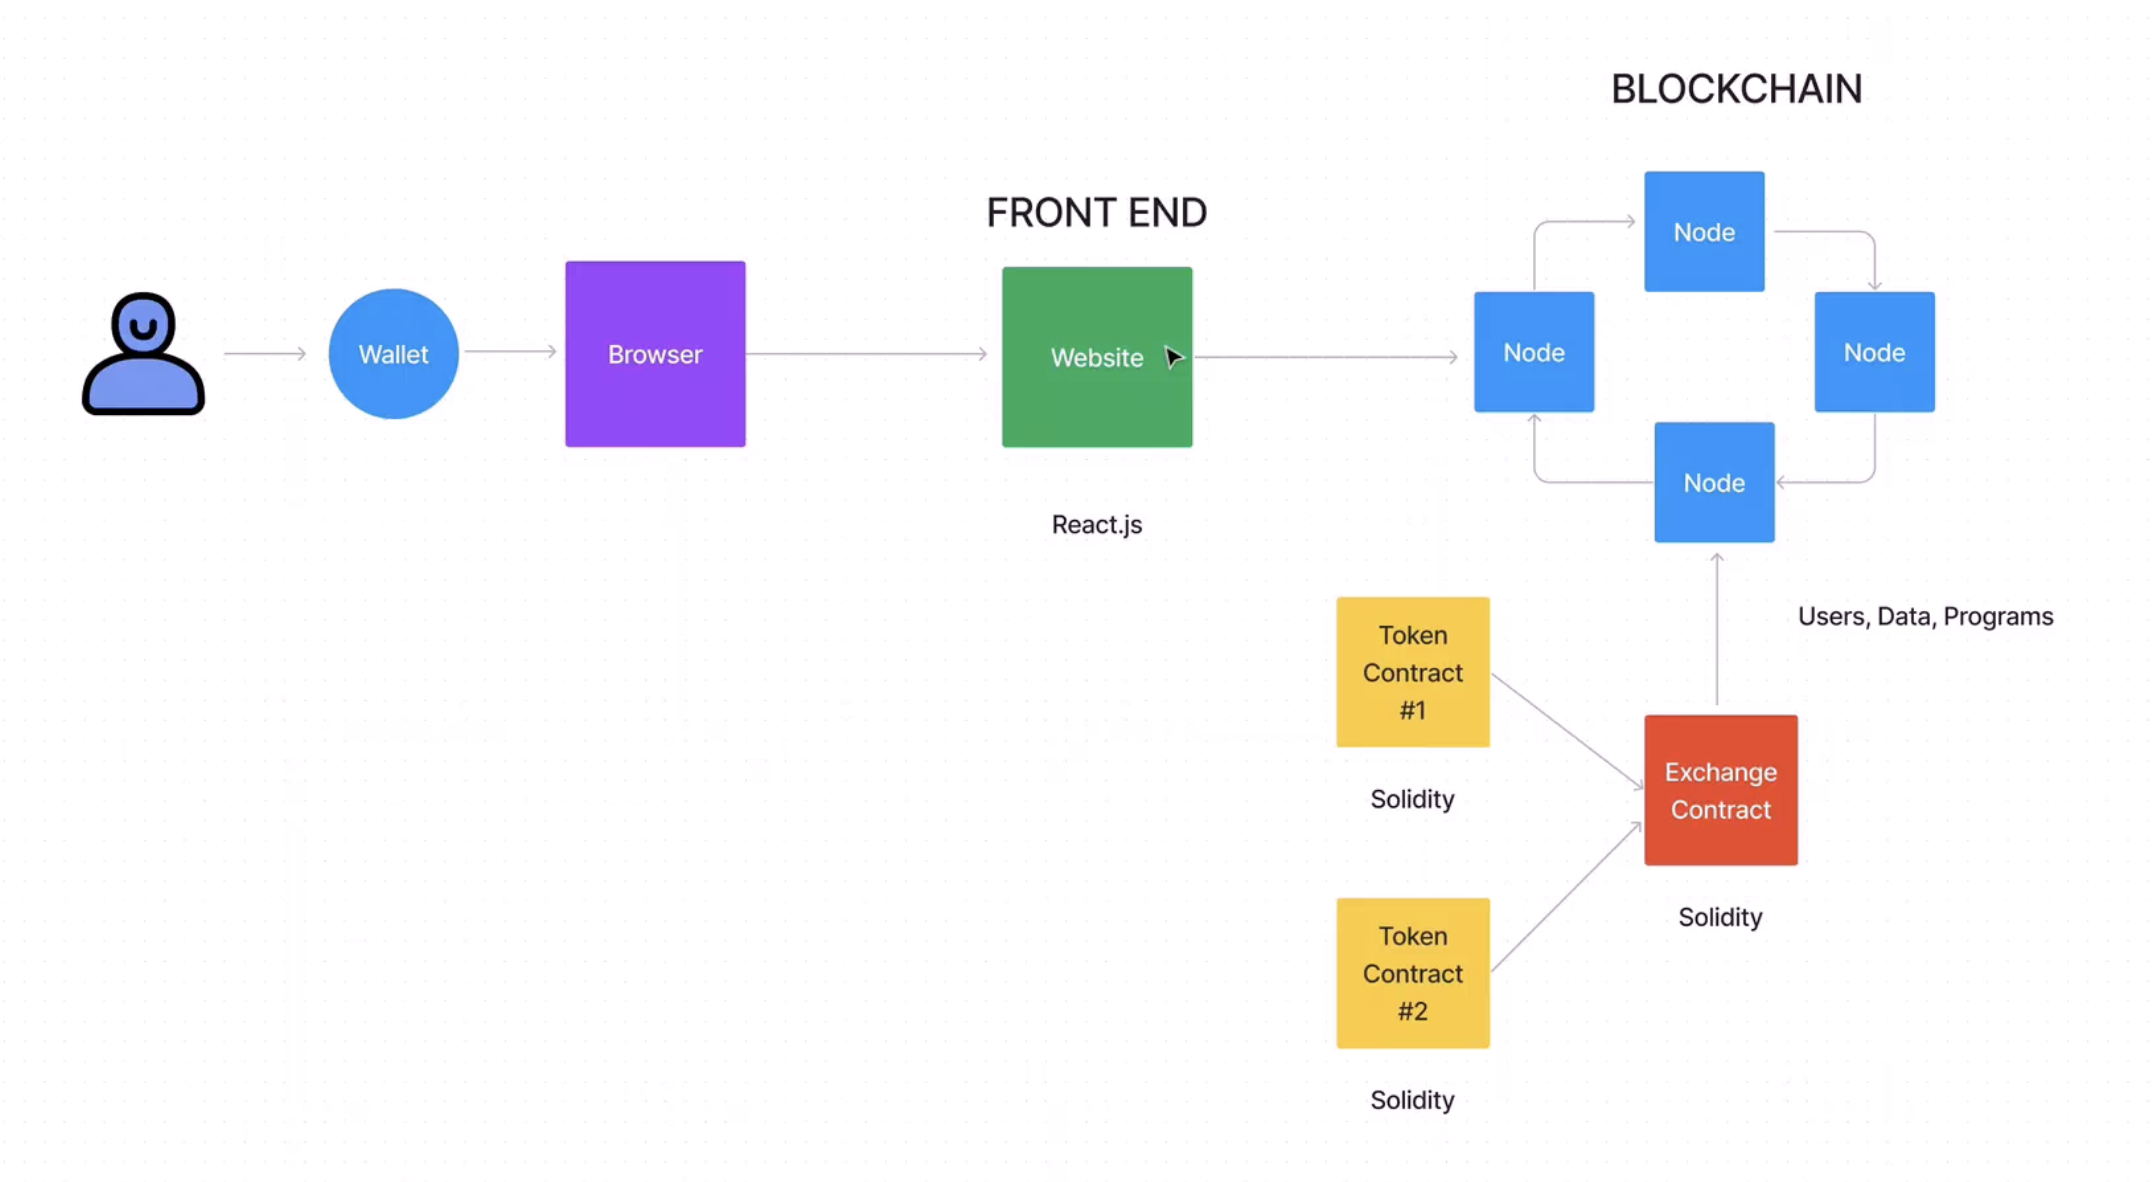 BLOCKCHAIN
FRONT END
Node
Wallet
Browser
Website
Node
Node
Node
React.js
Users, Data, Programs
Token
Contract
#1
Solidity
Exchange
Contract
Solidity
Token
Contract
#2
Solidity